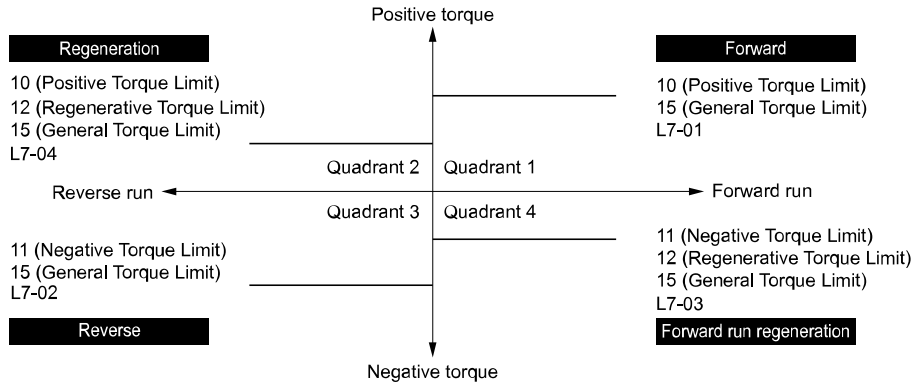 Positive torque
Regeneration
10 (Positive Torque Limit)
12 (Regenerative Torque Limit)
15 (General Torque Limit)
L7-04
Forward
10 (Positive Torque Limit)
15 (General Torque Limit)
L7-01
Quadrant 2
Quadrant 1
Reverse run
Forward run
Quadrant 3
Quadrant 4
11 (Negative Torque Limit)
15 (General Torque Limit)
L7-02
Reverse
11 (Negative Torque Limit)
12 (Regenerative Torque Limit)
15 (General Torque Limit)
L7-03
Forward run regeneration
Negative torque